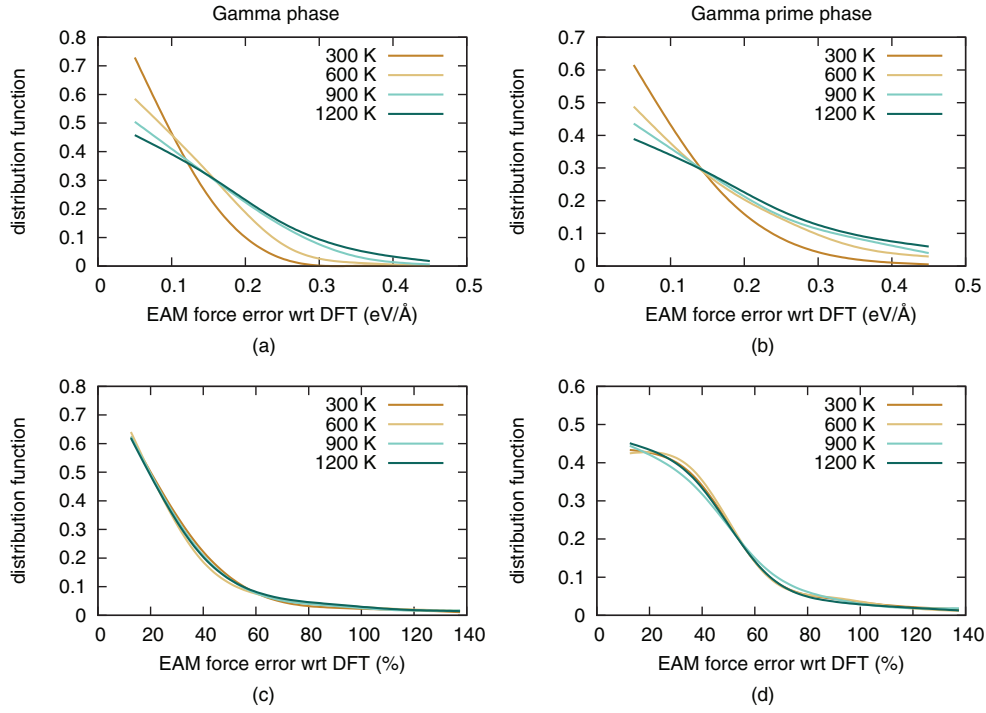 Gamma phase
0.8
0.7
0.6
0.5
0.4
0.3
0.2
0.1
0
0 0.1 0.2 0.3 0.4 0.5
distribution function
EAM force error wrt DFT (eV/Å)
300 K
600 K
900 K
1200 K
(a)
Gamma prime phase
0.7
0.6
0.5
0.4
0.3
0.2
0.1
0
0 0.1 0.2 0.3 0.4 0.5
distribution function
EAM force error wrt DFT (eV/Å)
300 K
600 K
900 K
1200 K
(b)
0.8
0.7
0.6
0.5
0.4
0.3
0.2
0.1
0
0 20 40 60 80 100 120 140
distribution function
EAM force error wrt DFT (%)
300 K
600 K
900 K
1200 K
(c)
0.6
0.5
0.4
0.3
0.2
0.1
0
0 20 40 60 80 100 120 140
distribution function
EAM force error wrt DFT (%)
300 K
600 K
900 K
1200 K
(d)